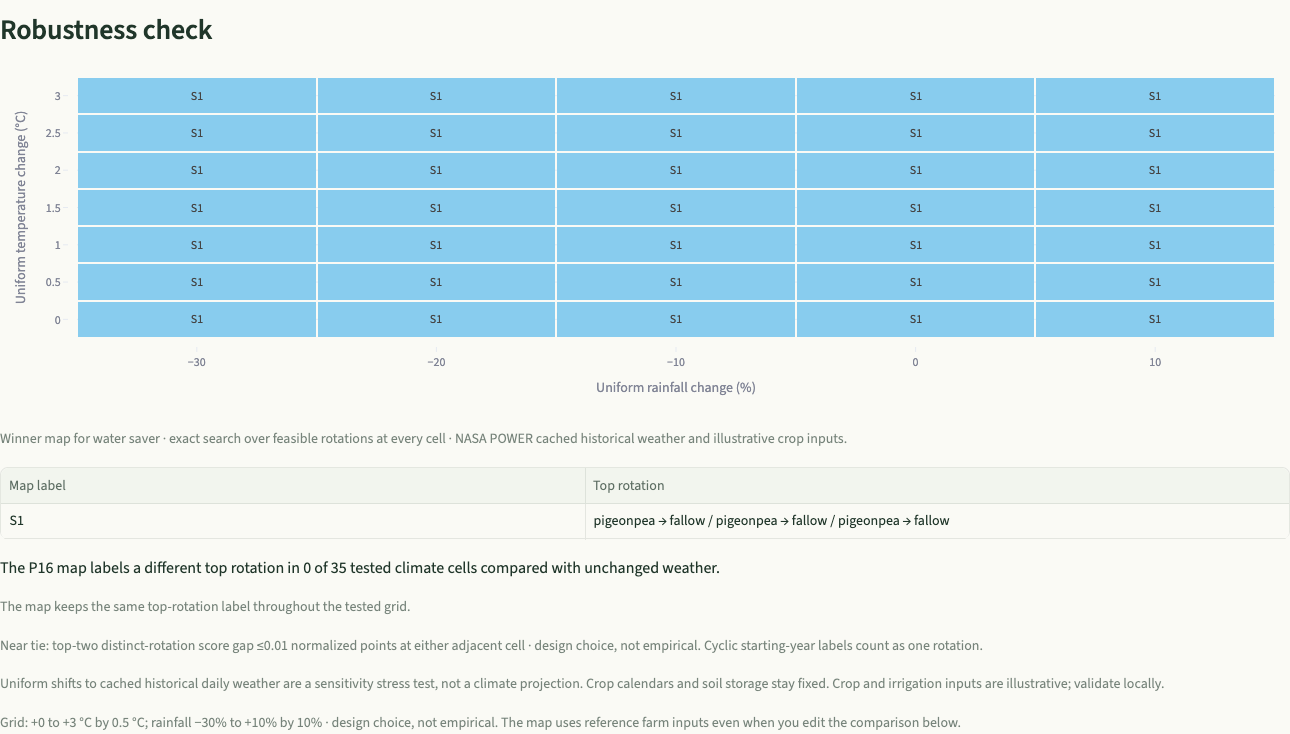 Robustness check
Uniform temperature change (°C)
3 S1 S1 S1 S1 S1
2.5 S1 S1 S1 S1 S1
2 S1 S1 S1 S1 S1
1.5 S1 S1 S1 S1 S1
1 S1 S1 S1 S1 S1
0.5 S1 S1 S1 S1 S1
0 S1 S1 S1 S1 S1
−30 −20 −10 0 10
Uniform rainfall change (%)
Winner map for water saver · exact search over feasible rotations at every cell · NASA POWER cached historical weather and illustrative crop inputs.
Map label Top rotation
S1 pigeonpea → fallow / pigeonpea → fallow / pigeonpea → fallow
The P16 map labels a different top rotation in 0 of 35 tested climate cells compared with unchanged weather.
The map keeps the same top-rotation label throughout the tested grid.
Near tie: top-two distinct-rotation score gap ≤0.01 normalized points at either adjacent cell · design choice, not empirical. Cyclic starting-year labels count as one rotation.
Uniform shifts to cached historical daily weather are a sensitivity stress test, not a climate projection. Crop calendars and soil storage stay fixed. Crop and irrigation inputs are illustrative; validate locally.
Grid: +0 to +3 °C by 0.5 °C; rainfall −30% to +10% by 10% · design choice, not empirical. The map uses reference farm inputs even when you edit the comparison below.